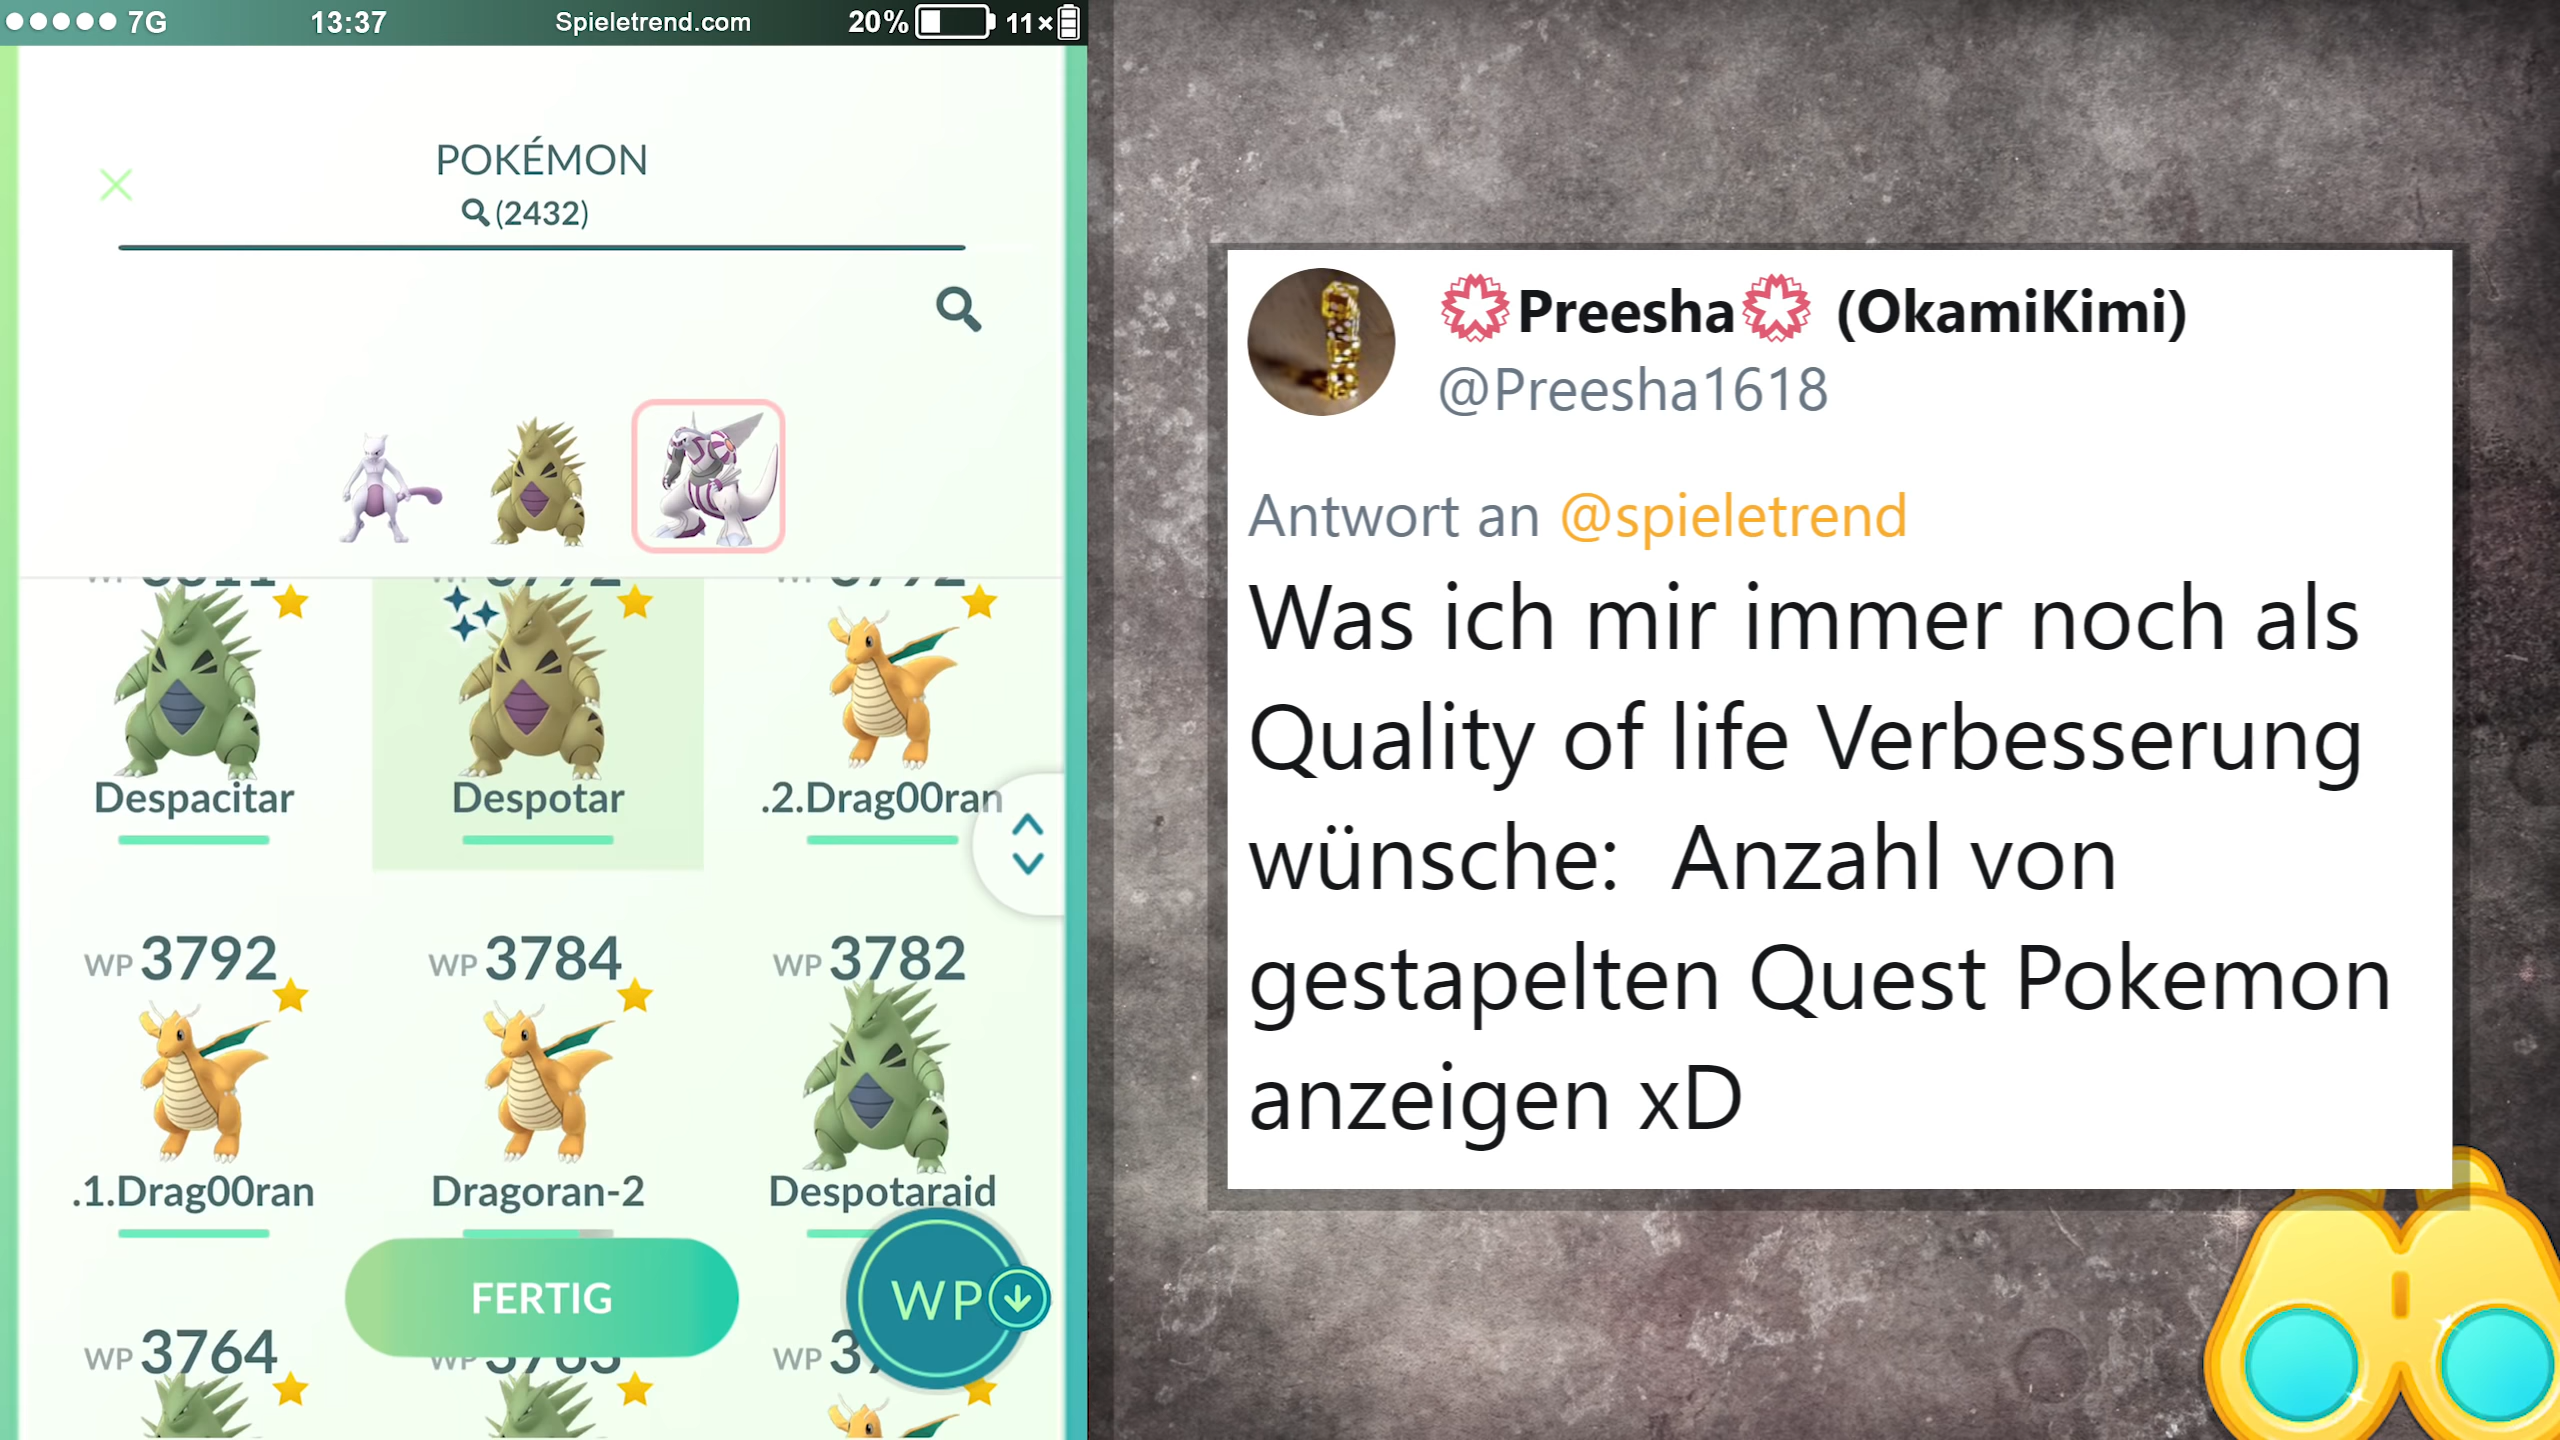 7G 13:37 Spieletrend.com 20% 11×
POKÉMON
(2432)
Despacitar Despotar .2.Drag00ran
WP 3792 WP 3784 WP 3782
.1.Drag00ran Dragoran-2 Despotaraid
FERTIG
WP
WP 3764
WP
WP
Preesha (OkamiKimi)
@Preesha1618
Antwort an @spieletrend
Was ich mir immer noch als
Quality of life Verbesserung
wünsche: Anzahl von
gestapelten Quest Pokemon
anzeigen xD